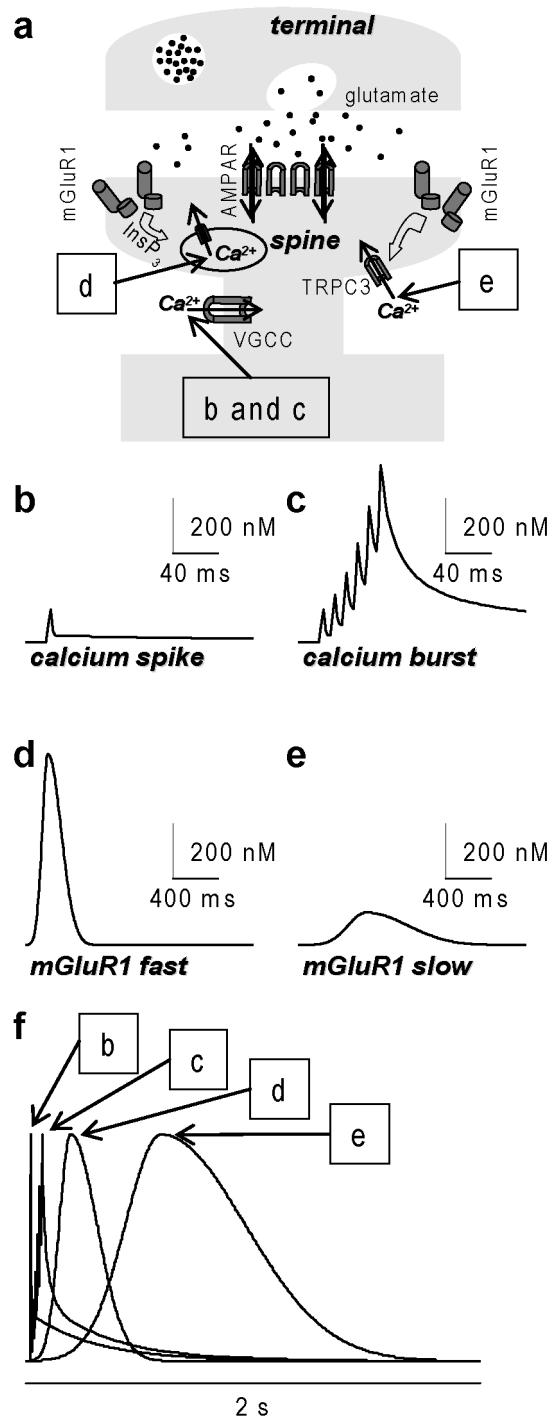 a
terminal
glutamate
mGluR1
AMPAR
mGluR1
InsP3
Ca2+
spine
TRPC3
d
e
Ca2+
Ca2+
VGCC
b and c
b
200 nM
40 ms
calcium spike
c
200 nM
40 ms
calcium burst
d
200 nM
400 ms
mGluR1 fast
e
200 nM
400 ms
mGluR1 slow
f
b
c
d
e
2 s